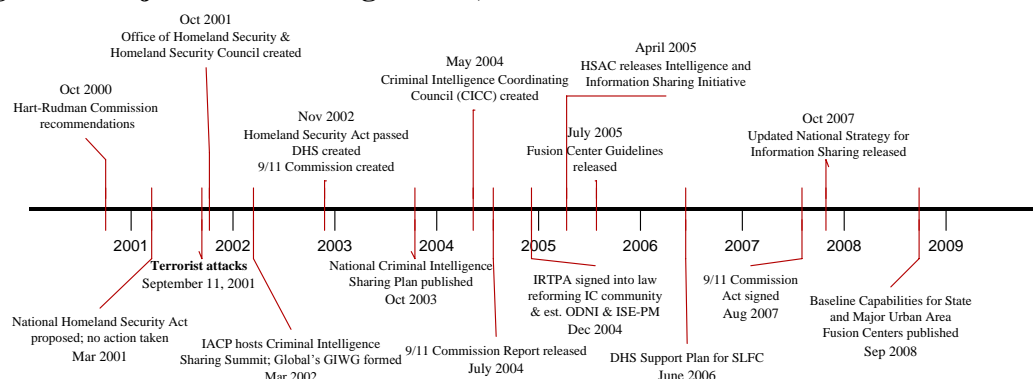 Oct 2001
Office of Homeland Security &
Homeland Security Council created
April 2005
HSAC releases Intelligence and
Information Sharing Initiative
May 2004
Criminal Intelligence Coordinating
Council (CICC) created
Oct 2000
Hart-Rudman Commission
recommendations
Nov 2002
Homeland Security Act passed
DHS created
9/11 Commission created
July 2005
Fusion Center Guidelines
released
Oct 2007
Updated National Strategy for
Information Sharing released
2001 2002 2003 2004 2005 2006 2007 2008 2009
Terrorist attacks
September 11, 2001
National Criminal Intelligence
Sharing Plan published
Oct 2003
IRTPA signed into law
reforming IC community
& est. ODNI & ISE-PM
Dec 2004
9/11 Commission
Act signed
Aug 2007
Baseline Capabilities for State
and Major Urban Area
Fusion Centers published
Sep 2008
National Homeland Security Act
proposed; no action taken
Mar 2001
IACP hosts Criminal Intelligence
Sharing Summit; Global's GIWG formed
Mar 2002
9/11 Commission Report released
July 2004
DHS Support Plan for SLFC
June 2006